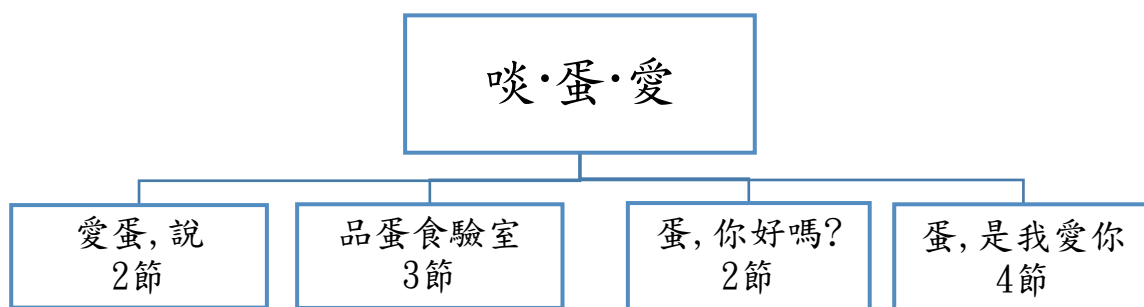 啖·蛋·愛
愛蛋,說
2節
品蛋食驗室
3節
蛋,你好嗎?
2節
蛋,是我愛你
4節